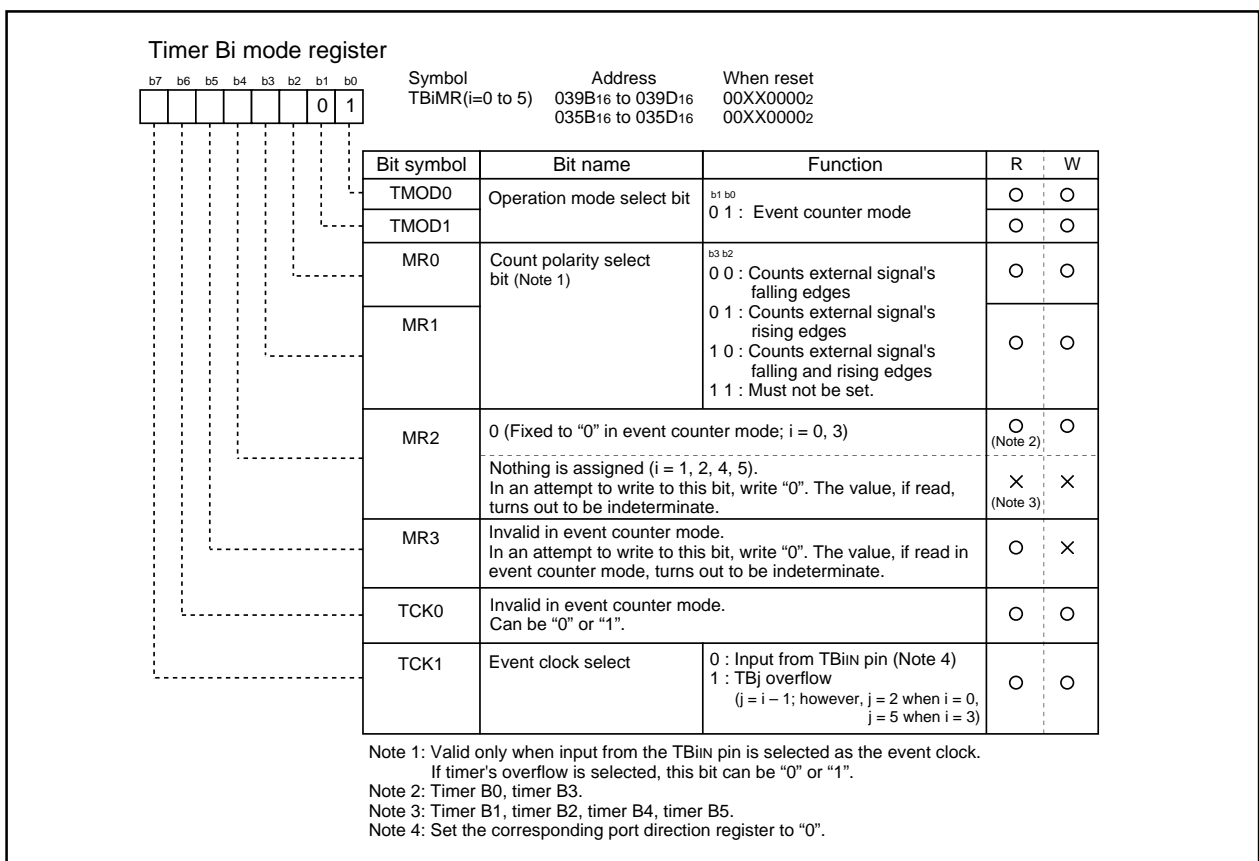 Timer Bi mode register
b7 b6 b5 b4 b3 b2 b1 b0
0 1
Symbol Address When reset
TBiMR(i=0 to 5) 039B16 to 039D16 00XX00002
035B16 to 035D16 00XX00002
Bit symbol Bit name Function R W
TMOD0 Operation mode select bit b1 b0
0 1 : Event counter mode
TMOD1
MR0 Count polarity select
bit (Note 1)
b3 b2
0 0 : Counts external signal's
falling edges
0 1 : Counts external signal's
rising edges
MR1
1 0 : Counts external signal's
falling and rising edges
1 1 : Must not be set.
MR2 0 (Fixed to “0” in event counter mode; i = 0, 3)
(Note 2)
Nothing is assigned (i = 1, 2, 4, 5).
In an attempt to write to this bit, write “0”. The value, if read,
turns out to be indeterminate.
(Note 3)
MR3 Invalid in event counter mode.
In an attempt to write to this bit, write “0”. The value, if read in
event counter mode, turns out to be indeterminate.
TCK0 Invalid in event counter mode.
Can be “0” or “1”.
TCK1 Event clock select 0 : Input from TBiIN pin (Note 4)
1 : TBj overflow
(j = i – 1; however, j = 2 when i = 0,
j = 5 when i = 3)
Note 1: Valid only when input from the TBiIN pin is selected as the event clock.
If timer's overflow is selected, this bit can be “0” or “1”.
Note 2: Timer B0, timer B3.
Note 3: Timer B1, timer B2, timer B4, timer B5.
Note 4: Set the corresponding port direction register to “0”.